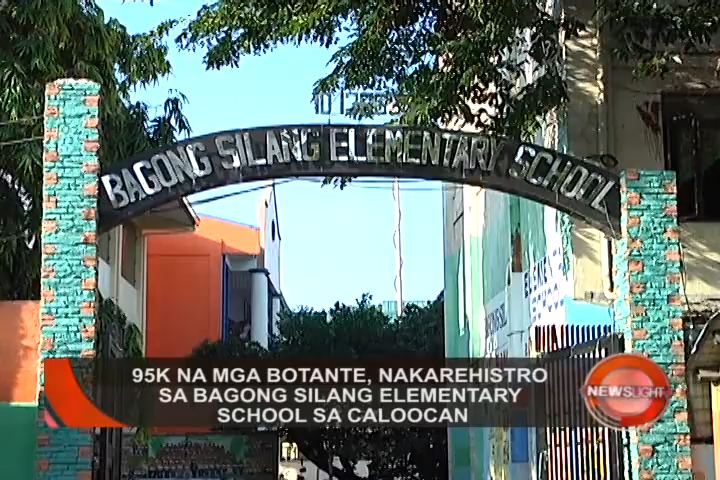 BAGONG SILANG ELEMENTARY SCHOOL
95K NA MGA BOTANTE, NAKAREHISTRO
SA BAGONG SILANG ELEMENTARY
SCHOOL SA CALOOCAN
NEWSLIGHT